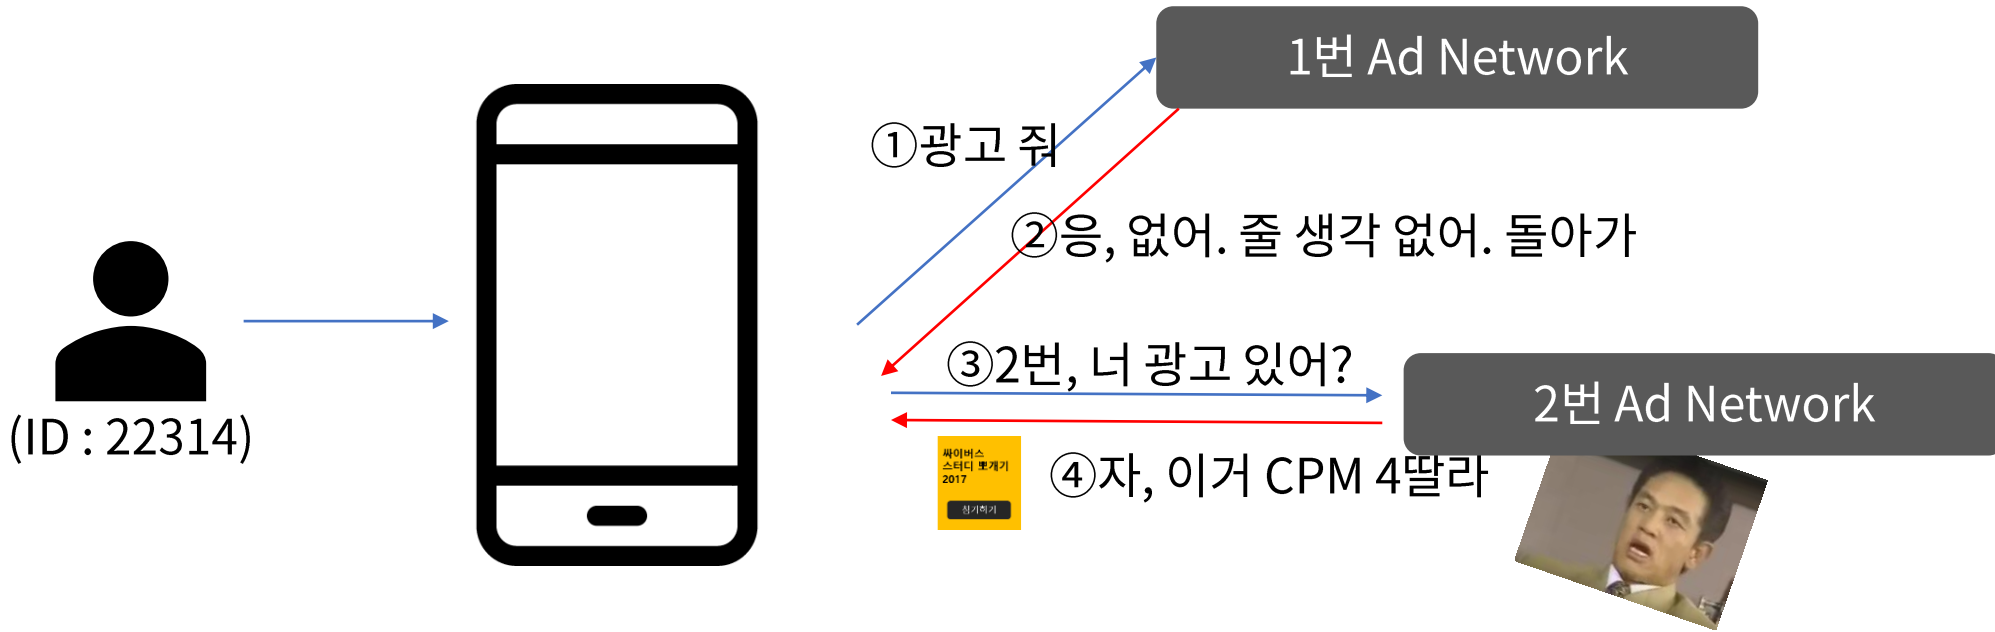 1번 Ad Network
①광고 줘
②응, 없어. 줄 생각 없어. 돌아가
③2번, 너 광고 있어?
2번 Ad Network
(ID : 22314)
싸이버스
스터디 뽀개기
2017
④자, 이거 CPM 4딸라